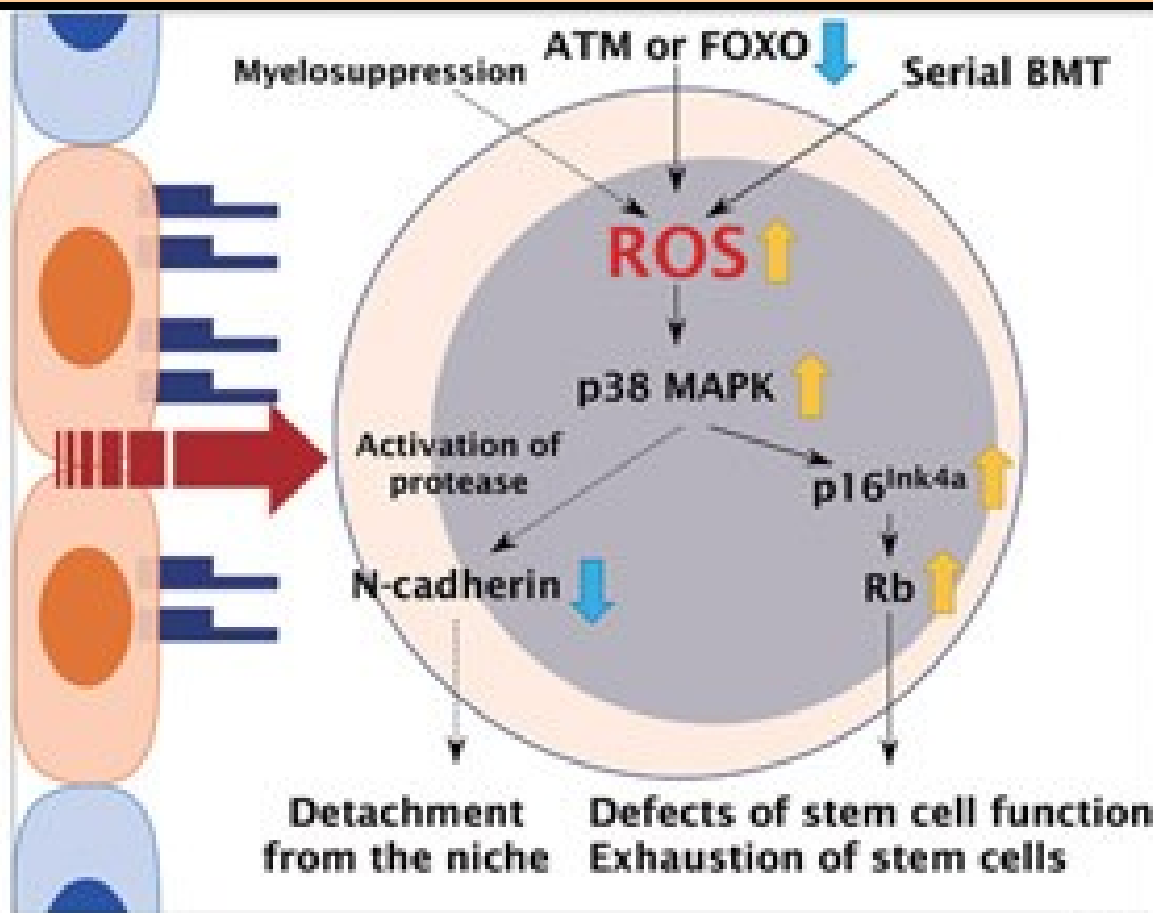 ATM or FOXO
Myelosuppression
Serial BMT
ROS
p38 MAPK
Activation of
protease
p16Ink4a
N-cadherin
Rb
Detachment
from the niche
Defects of stem cell function
Exhaustion of stem cells